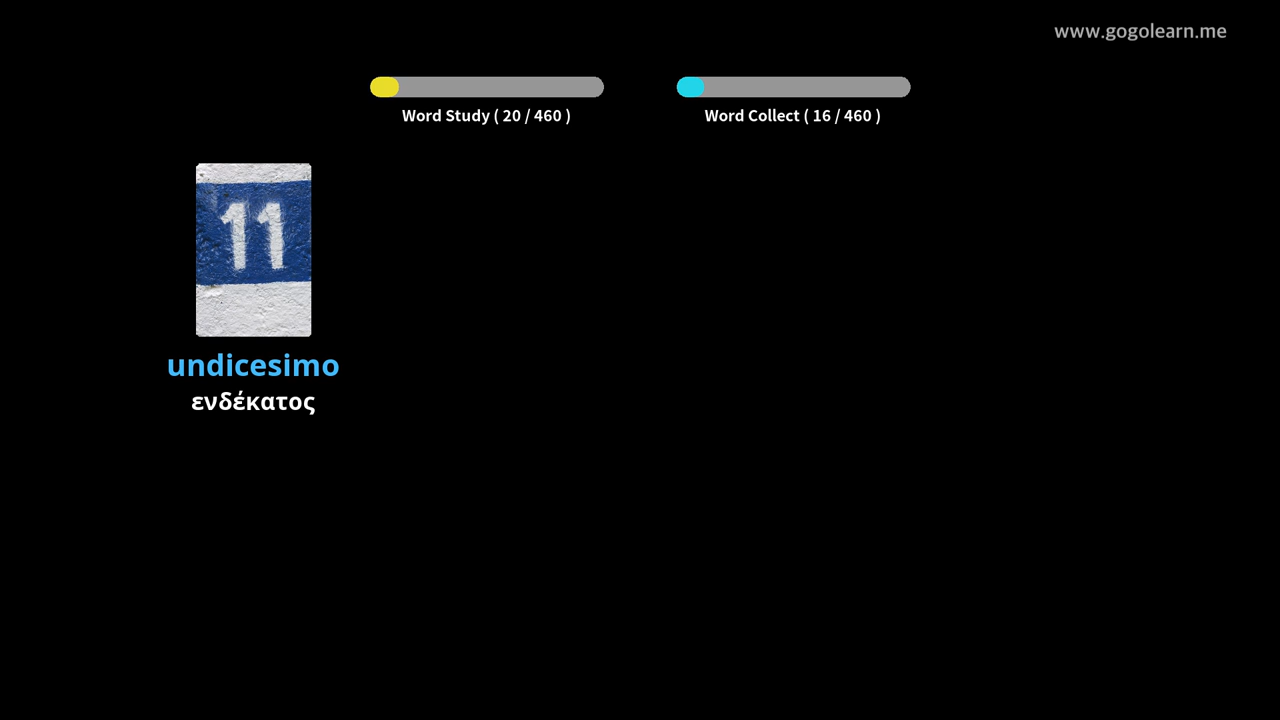 www.gogolearn.me
Word Study ( 20 / 460 )
Word Collect ( 16 / 460 )
11
undicesimo
ενδέκατος